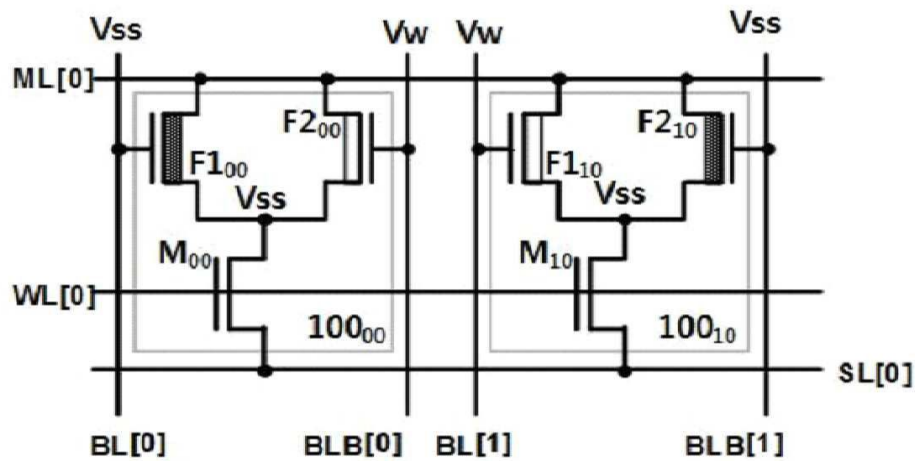 Vss Vw Vw Vss
ML[0]
F1₀₀ F2₀₀ F1₁₀ F2₁₀
Vss Vss
M₀₀ M₁₀
WL[0]
100₀₀ 100₁₀
SL[0]
BL[0] BLB[0] BL[1] BLB[1]